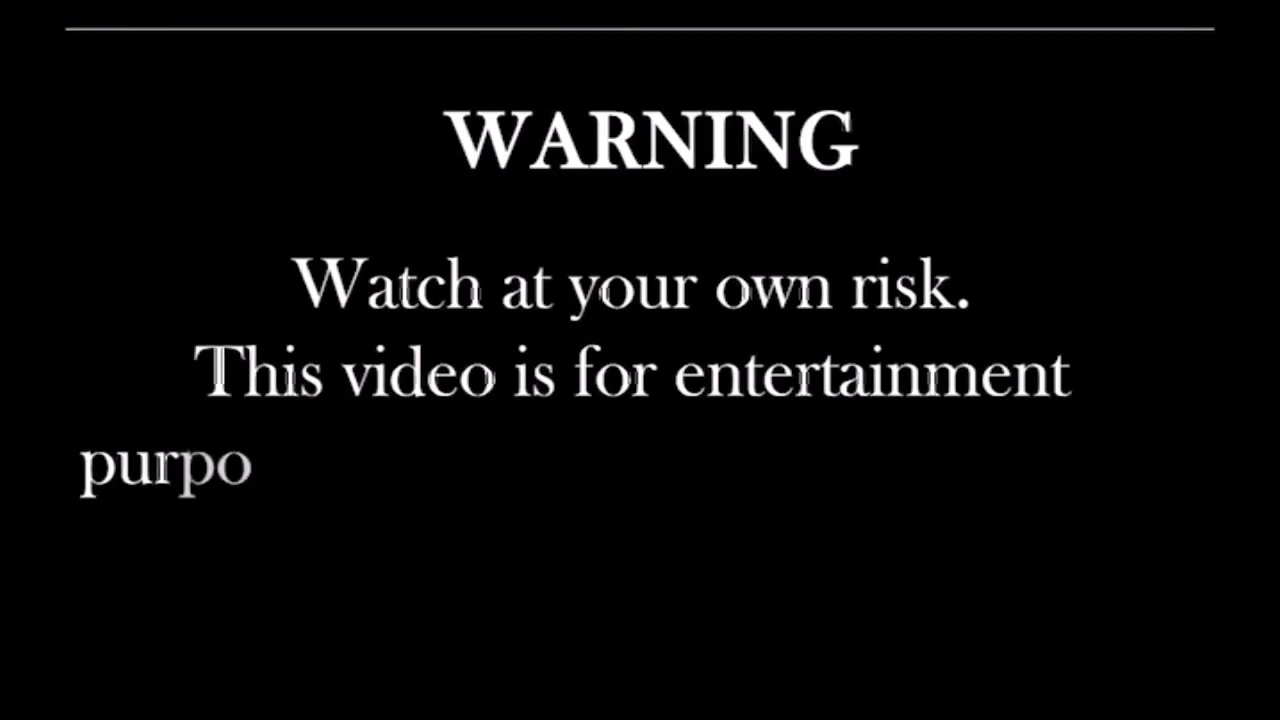 WARNING
Watch at your own risk.
This video is for entertainment
purpo